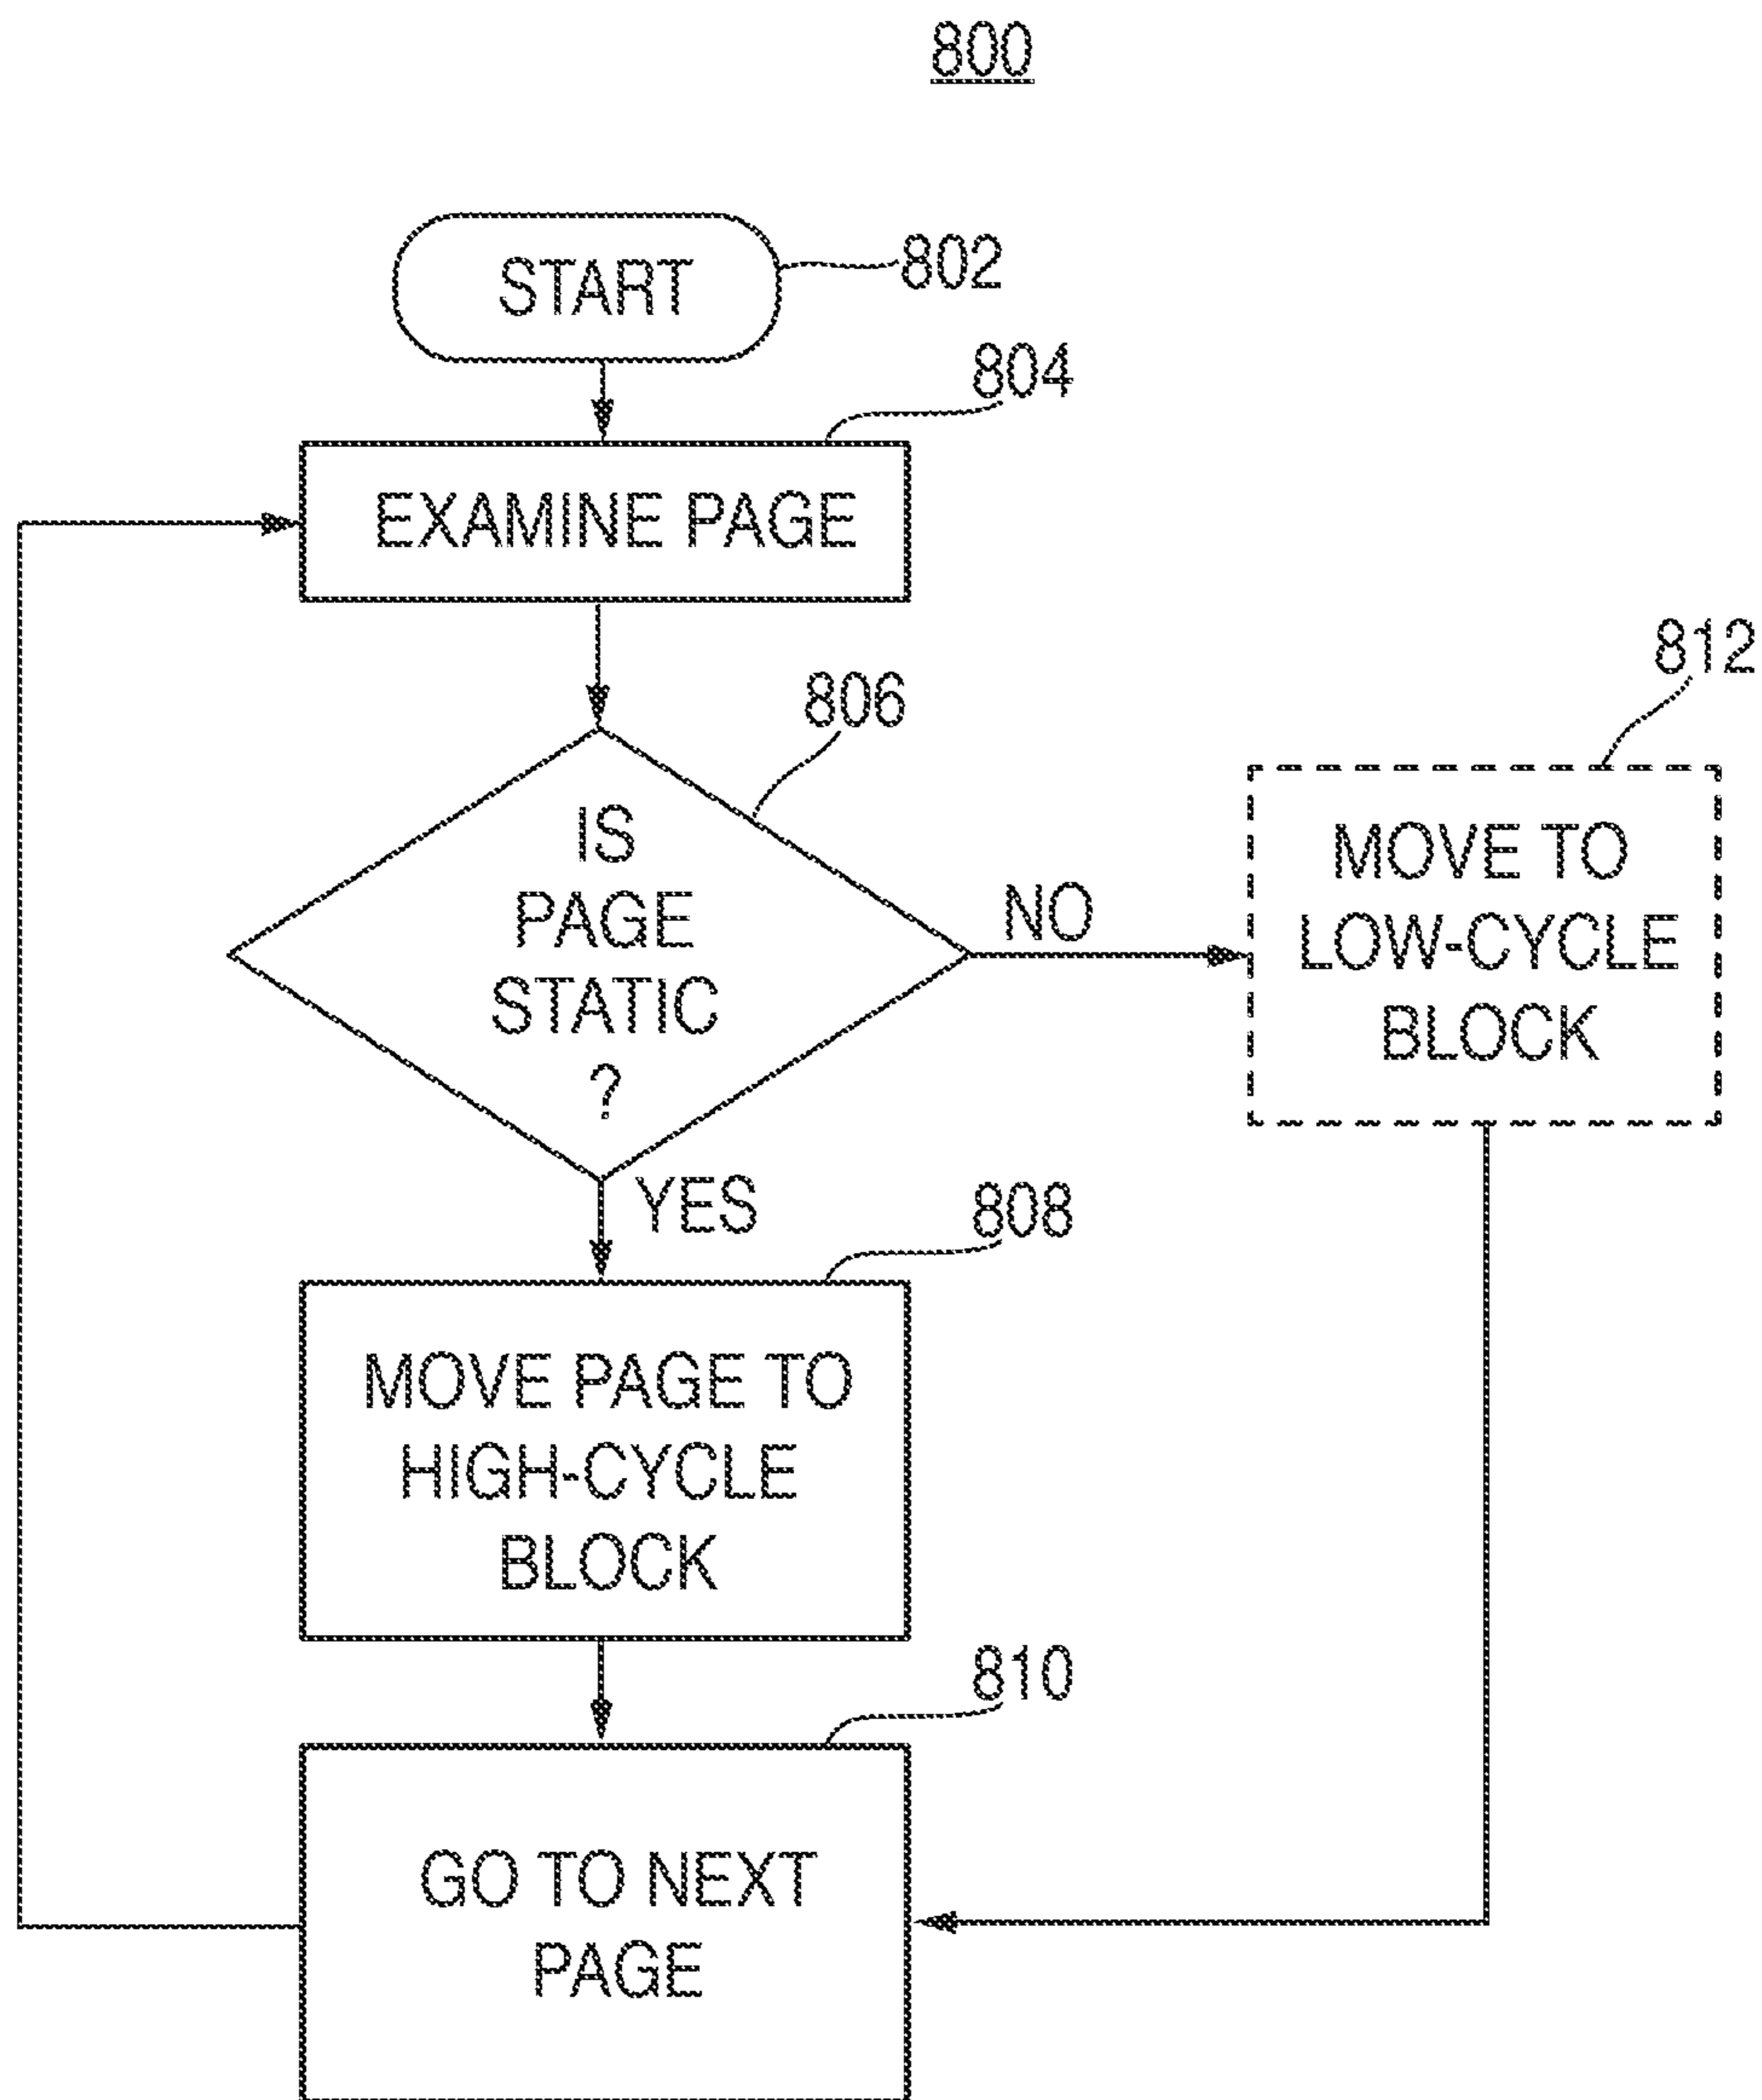 800
START
802
804
EXAMINE PAGE
806
IS
PAGE
STATIC
?
NO
812
MOVE TO
LOW-CYCLE
BLOCK
YES
808
MOVE PAGE TO
HIGH-CYCLE
BLOCK
810
GO TO NEXT
PAGE